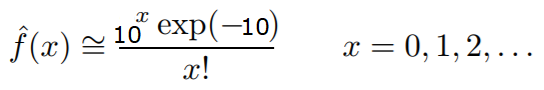 f̂(x) ≅ 10^x exp(−10) / x!    x = 0, 1, 2, . . .